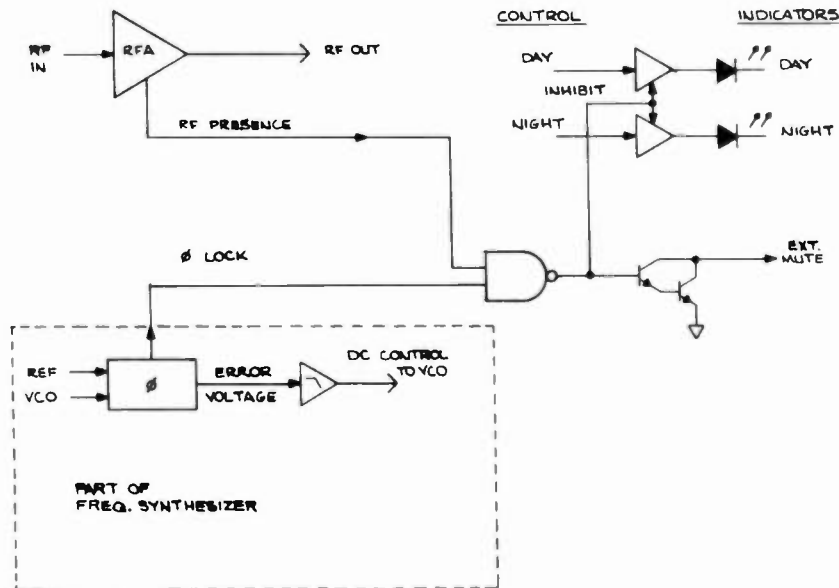 CONTROL
INDICATORS
RF
IN
RFA
RF OUT
DAY
DAY
INHIBIT
RF PRESENCE
NIGHT
NIGHT
ϕ LOCK
EXT.
MUTE
REF
VCO
ϕ
ERROR
VOLTAGE
DC CONTROL
TO VCO
PART OF
FREQ. SYNTHESIZER